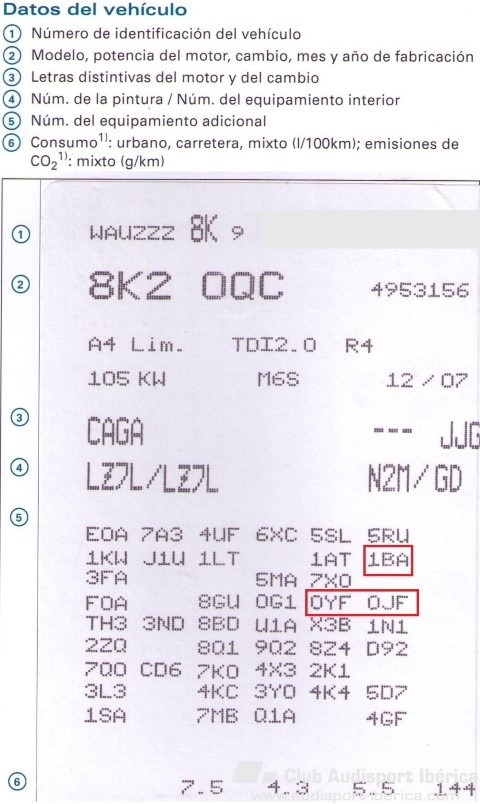 Datos del vehículo
① Número de identificación del vehículo
② Modelo, potencia del motor, cambio, mes y año de fabricación
③ Letras distintivas del motor y del cambio
④ Núm. de la pintura / Núm. del equipamiento interior
⑤ Núm. del equipamiento adicional
⑥ Consumo¹⁾: urbano, carretera, mixto (l/100km); emisiones de
CO₂¹⁾: mixto (g/km)
① WAUZZZ 8K 9
② 8K2 0QC 4953156
A4 Lim. TDI2.0 R4
105 KW M6S 12/07
③ CAGA --- JJG
④ LZ7L/LZ7L N2M/GD
⑤
E0A 7A3 4UF 6XC 5SL 5RU
1KW J1U 1LT 1AT 1BA
3FA 5MA 7X0
F0A 8GU 0G1 0YF 0JF
TH3 3ND 8BD U1A X3B 1N1
2ZQ 8Q1 9Q2 8Z4 D92
7Q0 CD6 7K0 4X3 2K1
3L3 4KC 3Y0 4K4 5D7
1SA 7MB Q1A 4GF
⑥ 7.5 4.3 5.5 144
Club Audisport Ibérica
www.audisportiberica.com